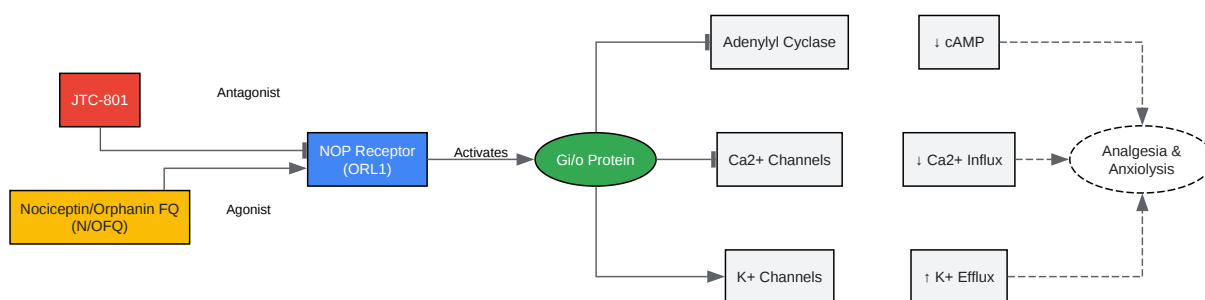 Adenylyl Cyclase
↓ cAMP
JTC-801
Antagonist
NOP Receptor
(ORL1)
Activates
Gi/o Protein
Ca2+ Channels
↓ Ca2+ Influx
Analgesia &
Anxiolysis
Nociceptin/Orphanin FQ
(N/OFQ)
Agonist
K+ Channels
↑ K+ Efflux